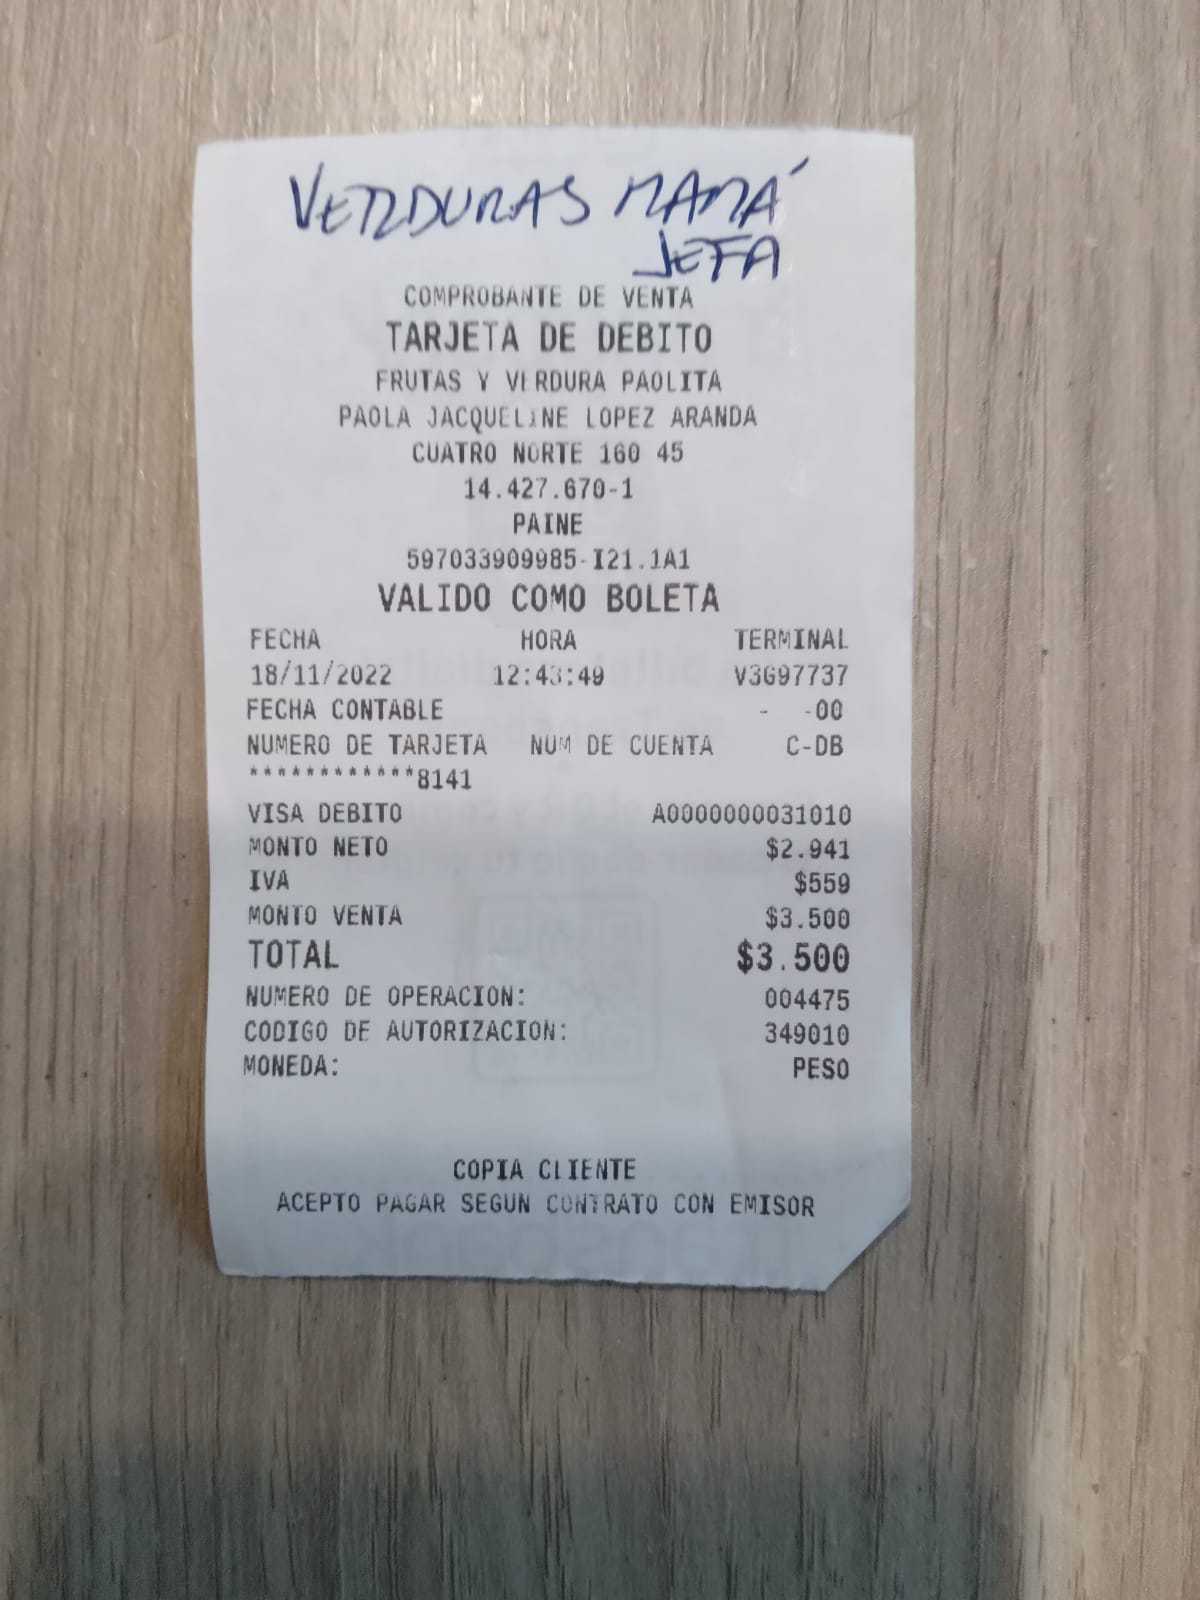 VERDURAS MAMÁ
JEFA
COMPROBANTE DE VENTA
TARJETA DE DEBITO
FRUTAS Y VERDURA PAOLITA
PAOLA JACQUELINE LOPEZ ARANDA
CUATRO NORTE 160 45
14.427.670-1
PAINE
597033909985-I21.1A1
VALIDO COMO BOLETA
FECHA HORA TERMINAL
18/11/2022 12:43:49 V3G97737
FECHA CONTABLE - -00
NUMERO DE TARJETA NUM DE CUENTA C-DB
************8141
VISA DEBITO A0000000031010
MONTO NETO $2.941
IVA $559
MONTO VENTA $3.500
TOTAL $3.500
NUMERO DE OPERACION: 004475
CODIGO DE AUTORIZACION: 349010
MONEDA: PESO
COPIA CLIENTE
ACEPTO PAGAR SEGUN CONTRATO CON EMISOR